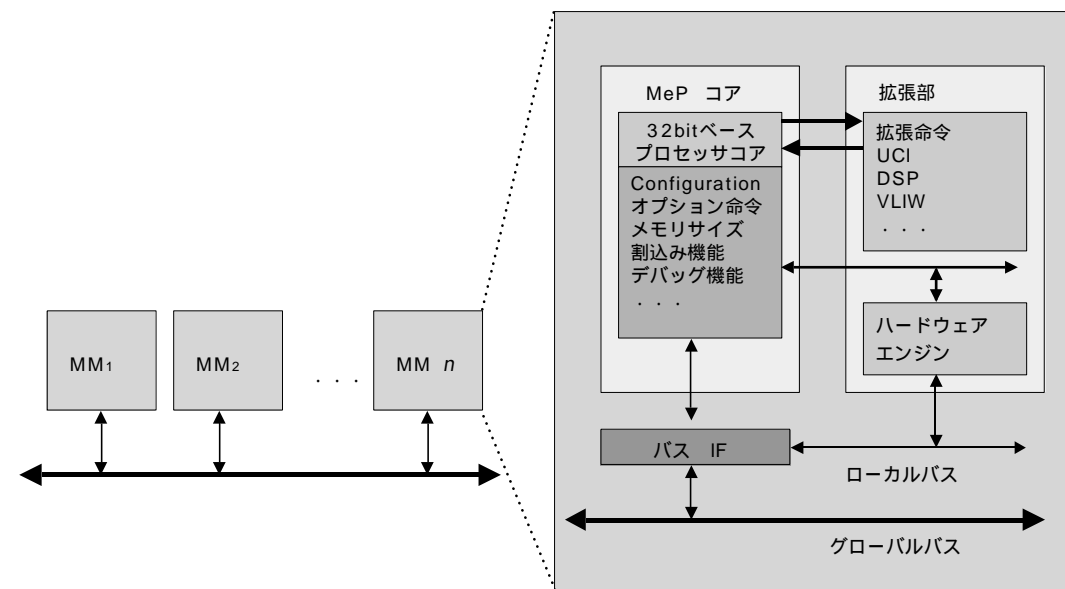 MM1
MM2
. . .
MM n
MeP コア
32bitベース
プロセッサコア
Configuration
オプション命令
メモリサイズ
割込み機能
デバッグ機能
. . .
拡張部
拡張命令
UCI
DSP
VLIW
. . .
ハードウェア
エンジン
バス IF
ローカルバス
グローバルバス